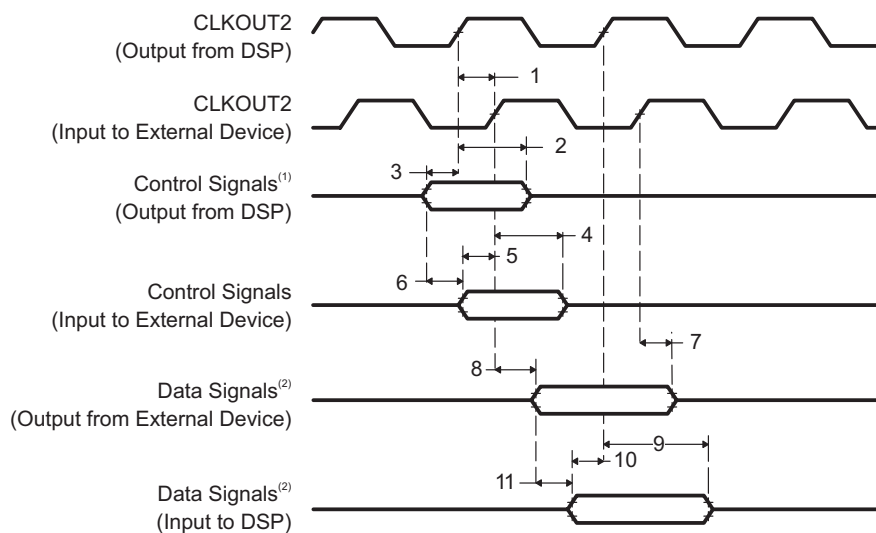 CLKOUT2
(Output from DSP)
1
CLKOUT2
(Input to External Device)
2
3
Control Signals(1)
(Output from DSP)
4
5
6
Control Signals
(Input to External Device)
7
8
Data Signals(2)
(Output from External Device)
9
10
11
Data Signals(2)
(Input to DSP)